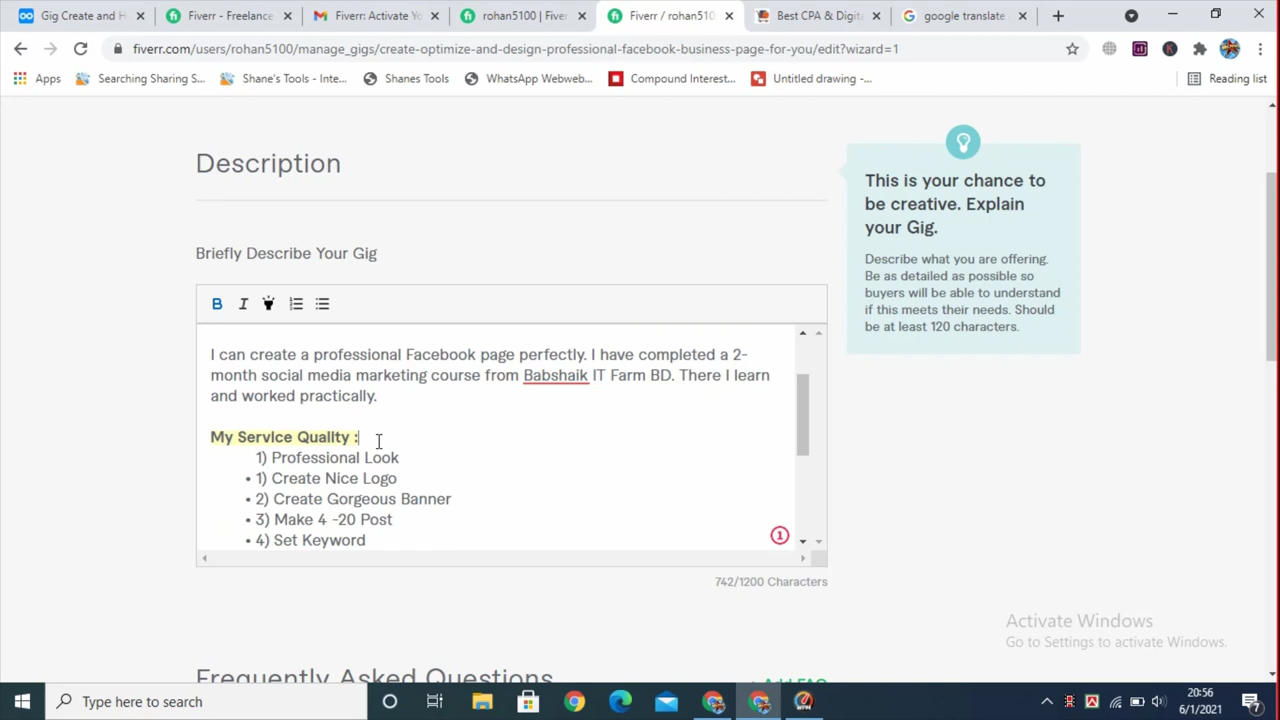 Gig Create and H
Fiverr - Freelance
Fiverr: Activate Yo
rohan5100 | Fiverr
Fiverr / rohan510
Best CPA & Digita
google translate
fiverr.com/users/rohan5100/manage_gigs/create-optimize-and-design-professional-facebook-business-page-for-you/edit?wizard=1
Apps
Searching Sharing S...
Shane's Tools - Inte...
Shanes Tools
WhatsApp Webweb...
Compound Interest...
Untitled drawing -...
Reading list
Description
Briefly Describe Your Gig
B I
I can create a professional Facebook page perfectly. I have completed a 2-
month social media marketing course from Babshaik IT Farm BD. There I learn
and worked practically.
My ServIce QualIty :
1) Professional Look
• 1) Create Nice Logo
• 2) Create Gorgeous Banner
• 3) Make 4 -20 Post
• 4) Set Keyword
1
742/1200 Characters
This is your chance to
be creative. Explain
your Gig.
Describe what you are offering.
Be as detailed as possible so
buyers will be able to understand
if this meets their needs. Should
be at least 120 characters.
Activate Windows
Go to Settings to activate Windows.
Frequently Asked Questions
+ Add FAQ
Type here to search
20:56
6/1/2021
7